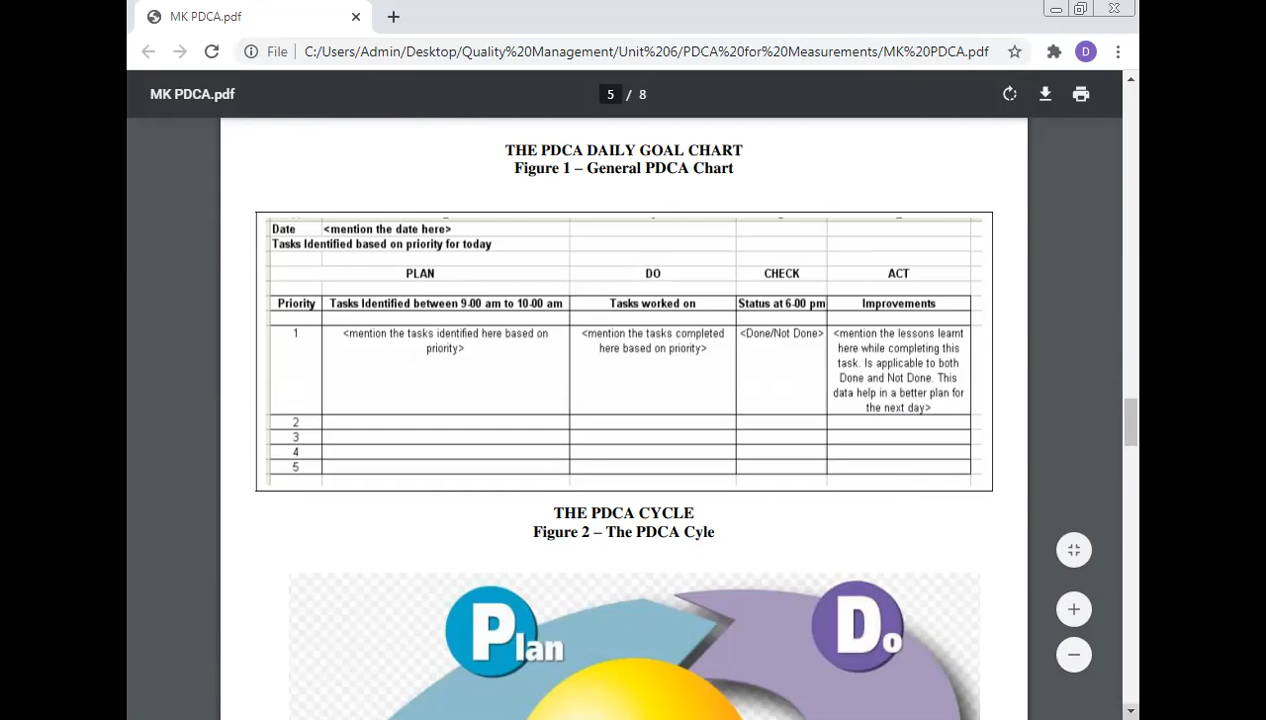 MK PDCA.pdf
File
C:/Users/Admin/Desktop/Quality%20Management/Unit%206/PDCA%20for%20Measurements/MK%20PDCA.pdf
D
MK PDCA.pdf
5 / 8
THE PDCA DAILY GOAL CHART
Figure 1 – General PDCA Chart
Date <mention the date here>
Tasks Identified based on priority for today
PLAN DO CHECK ACT
Priority Tasks Identified between 9-00 am to 10-00 am Tasks worked on Status at 6-00 pm Improvements
1 <mention the tasks identified here based on priority> <mention the tasks completed here based on priority> <Done/Not Done> <mention the lessons learnt
here while completing this
task. Is applicable to both
Done and Not Done. This
data help in a better plan for
the next day>
2
3
4
5
THE PDCA CYCLE
Figure 2 – The PDCA Cyle
Plan Do